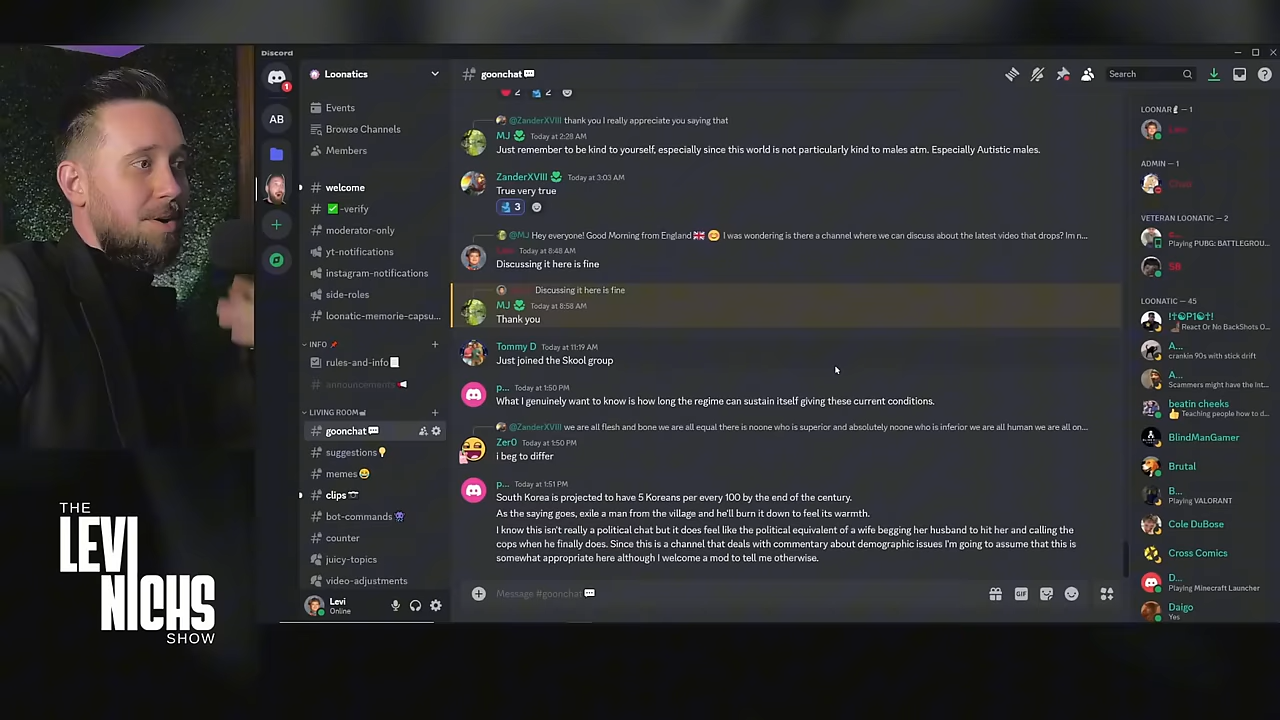 Discord
1
Loonatics
goonchat
Search
AB
Events
Browse Channels
Members
welcome
-verify
moderator-only
yt-notifications
instagram-notifications
side-roles
loonatic-memorie-capsu...
INFO
rules-and-info
announcements
LIVING ROOM
goonchat
suggestions
memes
clips
bot-commands
counter
juicy-topics
video-adjustments
Levi
Online
2 2
@ZanderXVIII thank you I really appreciate you saying that
MJ Today at 2:28 AM
Just remember to be kind to yourself, especially since this world is not particularly kind to males atm. Especially Autistic males.
ZanderXVIII Today at 3:03 AM
True very true
3
@MJ Hey everyone! Good Morning from England 🇬🇧 😊 I was wondering is there a channel where we can discuss about the latest video that drops? Im n...
Today at 8:48 AM
Discussing it here is fine
Discussing it here is fine
MJ Today at 8:58 AM
Thank you
Tommy D Today at 11:19 AM
Just joined the Skool group
p... Today at 1:50 PM
What I genuinely want to know is how long the regime can sustain itself giving these current conditions.
@ZanderXVIII we are all flesh and bone we are all equal there is noone who is superior and absolutely noone who is inferior we are all human we are all on...
Zer0 Today at 1:50 PM
i beg to differ
p... Today at 1:51 PM
South Korea is projected to have 5 Koreans per every 100 by the end of the century.
As the saying goes, exile a man from the village and he'll burn it down to feel its warmth.
I know this isn't really a political chat but it does feel like the political equivalent of a wife begging her husband to hit her and calling the
cops when he finally does. Since this is a channel that deals with commentary about demographic issues I'm going to assume that this is
somewhat appropriate here although I welcome a mod to tell me otherwise.
Message #goonchat
GIF
LOONAR — 1
ADMIN — 1
VETERAN LOONATIC — 2
Playing PUBG: BATTLEGROU...
SB
LOONATIC — 45
!†☯P1☯†!
React Or No BackShots O...
A...
crankin 90s with stick drift
A...
Scammers might have the Int...
beatin cheeks
Teaching people how to d...
BlindManGamer
Brutal
B...
Playing VALORANT
Cole DuBose
Cross Comics
D...
Playing Minecraft Launcher
Daigo
Yes
THE
LEVI
NICHS
SHOW